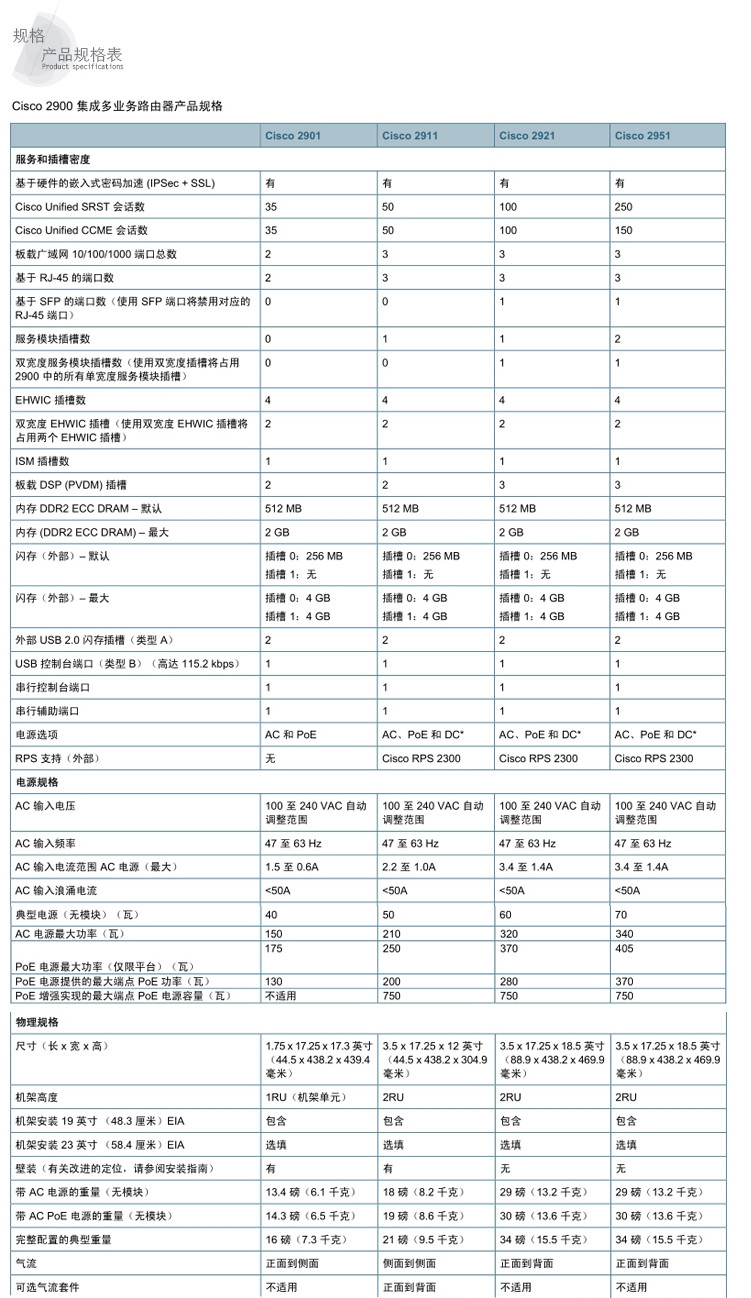 规格
产品规格表
Product specifications
Cisco 2900 集成多业务路由器产品规格
Cisco 2901 Cisco 2911 Cisco 2921 Cisco 2951
服务和插槽密度
基于硬件的嵌入式密码加速 (IPSec + SSL) 有 有 有 有
Cisco Unified SRST 会话数 35 50 100 250
Cisco Unified CCME 会话数 35 50 100 150
板载广域网 10/100/1000 端口总数 2 3 3 3
基于 RJ-45 的端口数 2 3 3 3
基于 SFP 的端口数（使用 SFP 端口将禁用对应的 0 0 1 1
RJ-45 端口）
服务模块插槽数 0 1 1 2
双宽度服务模块插槽数（使用双宽度插槽将占用 0 0 1 1
2900 中的所有单宽度服务模块插槽）
EHWIC 插槽数 4 4 4 4
双宽度 EHWIC 插槽（使用双宽度 EHWIC 插槽将 2 2 2 2
占用两个 EHWIC 插槽）
ISM 插槽数 1 1 1 1
板载 DSP (PVDM) 插槽 2 2 3 3
内存 DDR2 ECC DRAM – 默认 512 MB 512 MB 512 MB 512 MB
内存 (DDR2 ECC DRAM) – 最大 2 GB 2 GB 2 GB 2 GB
闪存（外部）– 默认 插槽 0：256 MB 插槽 0：256 MB 插槽 0：256 MB 插槽 0：256 MB
插槽 1：无 插槽 1：无 插槽 1：无 插槽 1：无
闪存（外部）– 最大 插槽 0：4 GB 插槽 0：4 GB 插槽 0：4 GB 插槽 0：4 GB
插槽 1：4 GB 插槽 1：4 GB 插槽 1：4 GB 插槽 1：4 GB
外部 USB 2.0 闪存插槽（类型 A） 2 2 2 2
USB 控制台端口（类型 B）（高达 115.2 kbps） 1 1 1 1
串行控制台端口 1 1 1 1
串行辅助端口 1 1 1 1
电源选项 AC 和 PoE AC、PoE 和 DC* AC、PoE 和 DC* AC、PoE 和 DC*
RPS 支持（外部） 无 Cisco RPS 2300 Cisco RPS 2300 Cisco RPS 2300
电源规格
AC 输入电压 100 至 240 VAC 自动 100 至 240 VAC 自动 100 至 240 VAC 自动 100 至 240 VAC 自动
调整范围 调整范围 调整范围 调整范围
AC 输入频率 47 至 63 Hz 47 至 63 Hz 47 至 63 Hz 47 至 63 Hz
AC 输入电流范围 AC 电源（最大） 1.5 至 0.6A 2.2 至 1.0A 3.4 至 1.4A 3.4 至 1.4A
AC 输入浪涌电流 <50A <50A <50A <50A
典型电源（无模块）（瓦） 40 50 60 70
AC 电源最大功率（瓦） 150 210 320 340
175 250 370 405
PoE 电源最大功率（仅限平台）（瓦）
PoE 电源提供的最大端点 PoE 功率（瓦） 130 200 280 370
PoE 增强实现的最大端点 PoE 电源容量（瓦） 不适用 750 750 750
物理规格
尺寸（长 x 宽 x 高） 1.75 x 17.25 x 17.3 英寸 3.5 x 17.25 x 12 英寸 3.5 x 17.25 x 18.5 英寸 3.5 x 17.25 x 18.5 英寸
（44.5 x 438.2 x 439.4 （44.5 x 438.2 x 304.9 （88.9 x 438.2 x 469.9 （88.9 x 438.2 x 469.9
毫米） 毫米） 毫米） 毫米）
机架高度 1RU（机架单元） 2RU 2RU 2RU
机架安装 19 英寸 （48.3 厘米）EIA 包含 包含 包含 包含
机架安装 23 英寸 （58.4 厘米）EIA 选填 选填 选填 选填
壁装（有关改进的定位，请参阅安装指南） 有 有 无 无
带 AC 电源的重量（无模块） 13.4 磅（6.1 千克） 18 磅（8.2 千克） 29 磅（13.2 千克） 29 磅（13.2 千克）
带 AC PoE 电源的重量（无模块） 14.3 磅（6.5 千克） 19 磅（8.6 千克） 30 磅（13.6 千克） 30 磅（13.6 千克）
完整配置的典型重量 16 磅（7.3 千克） 21 磅（9.5 千克） 34 磅（15.5 千克） 34 磅（15.5 千克）
气流 正面到侧面 侧面到侧面 正面到背面 正面到背面
可选气流套件 不适用 正面到背面 不适用 不适用